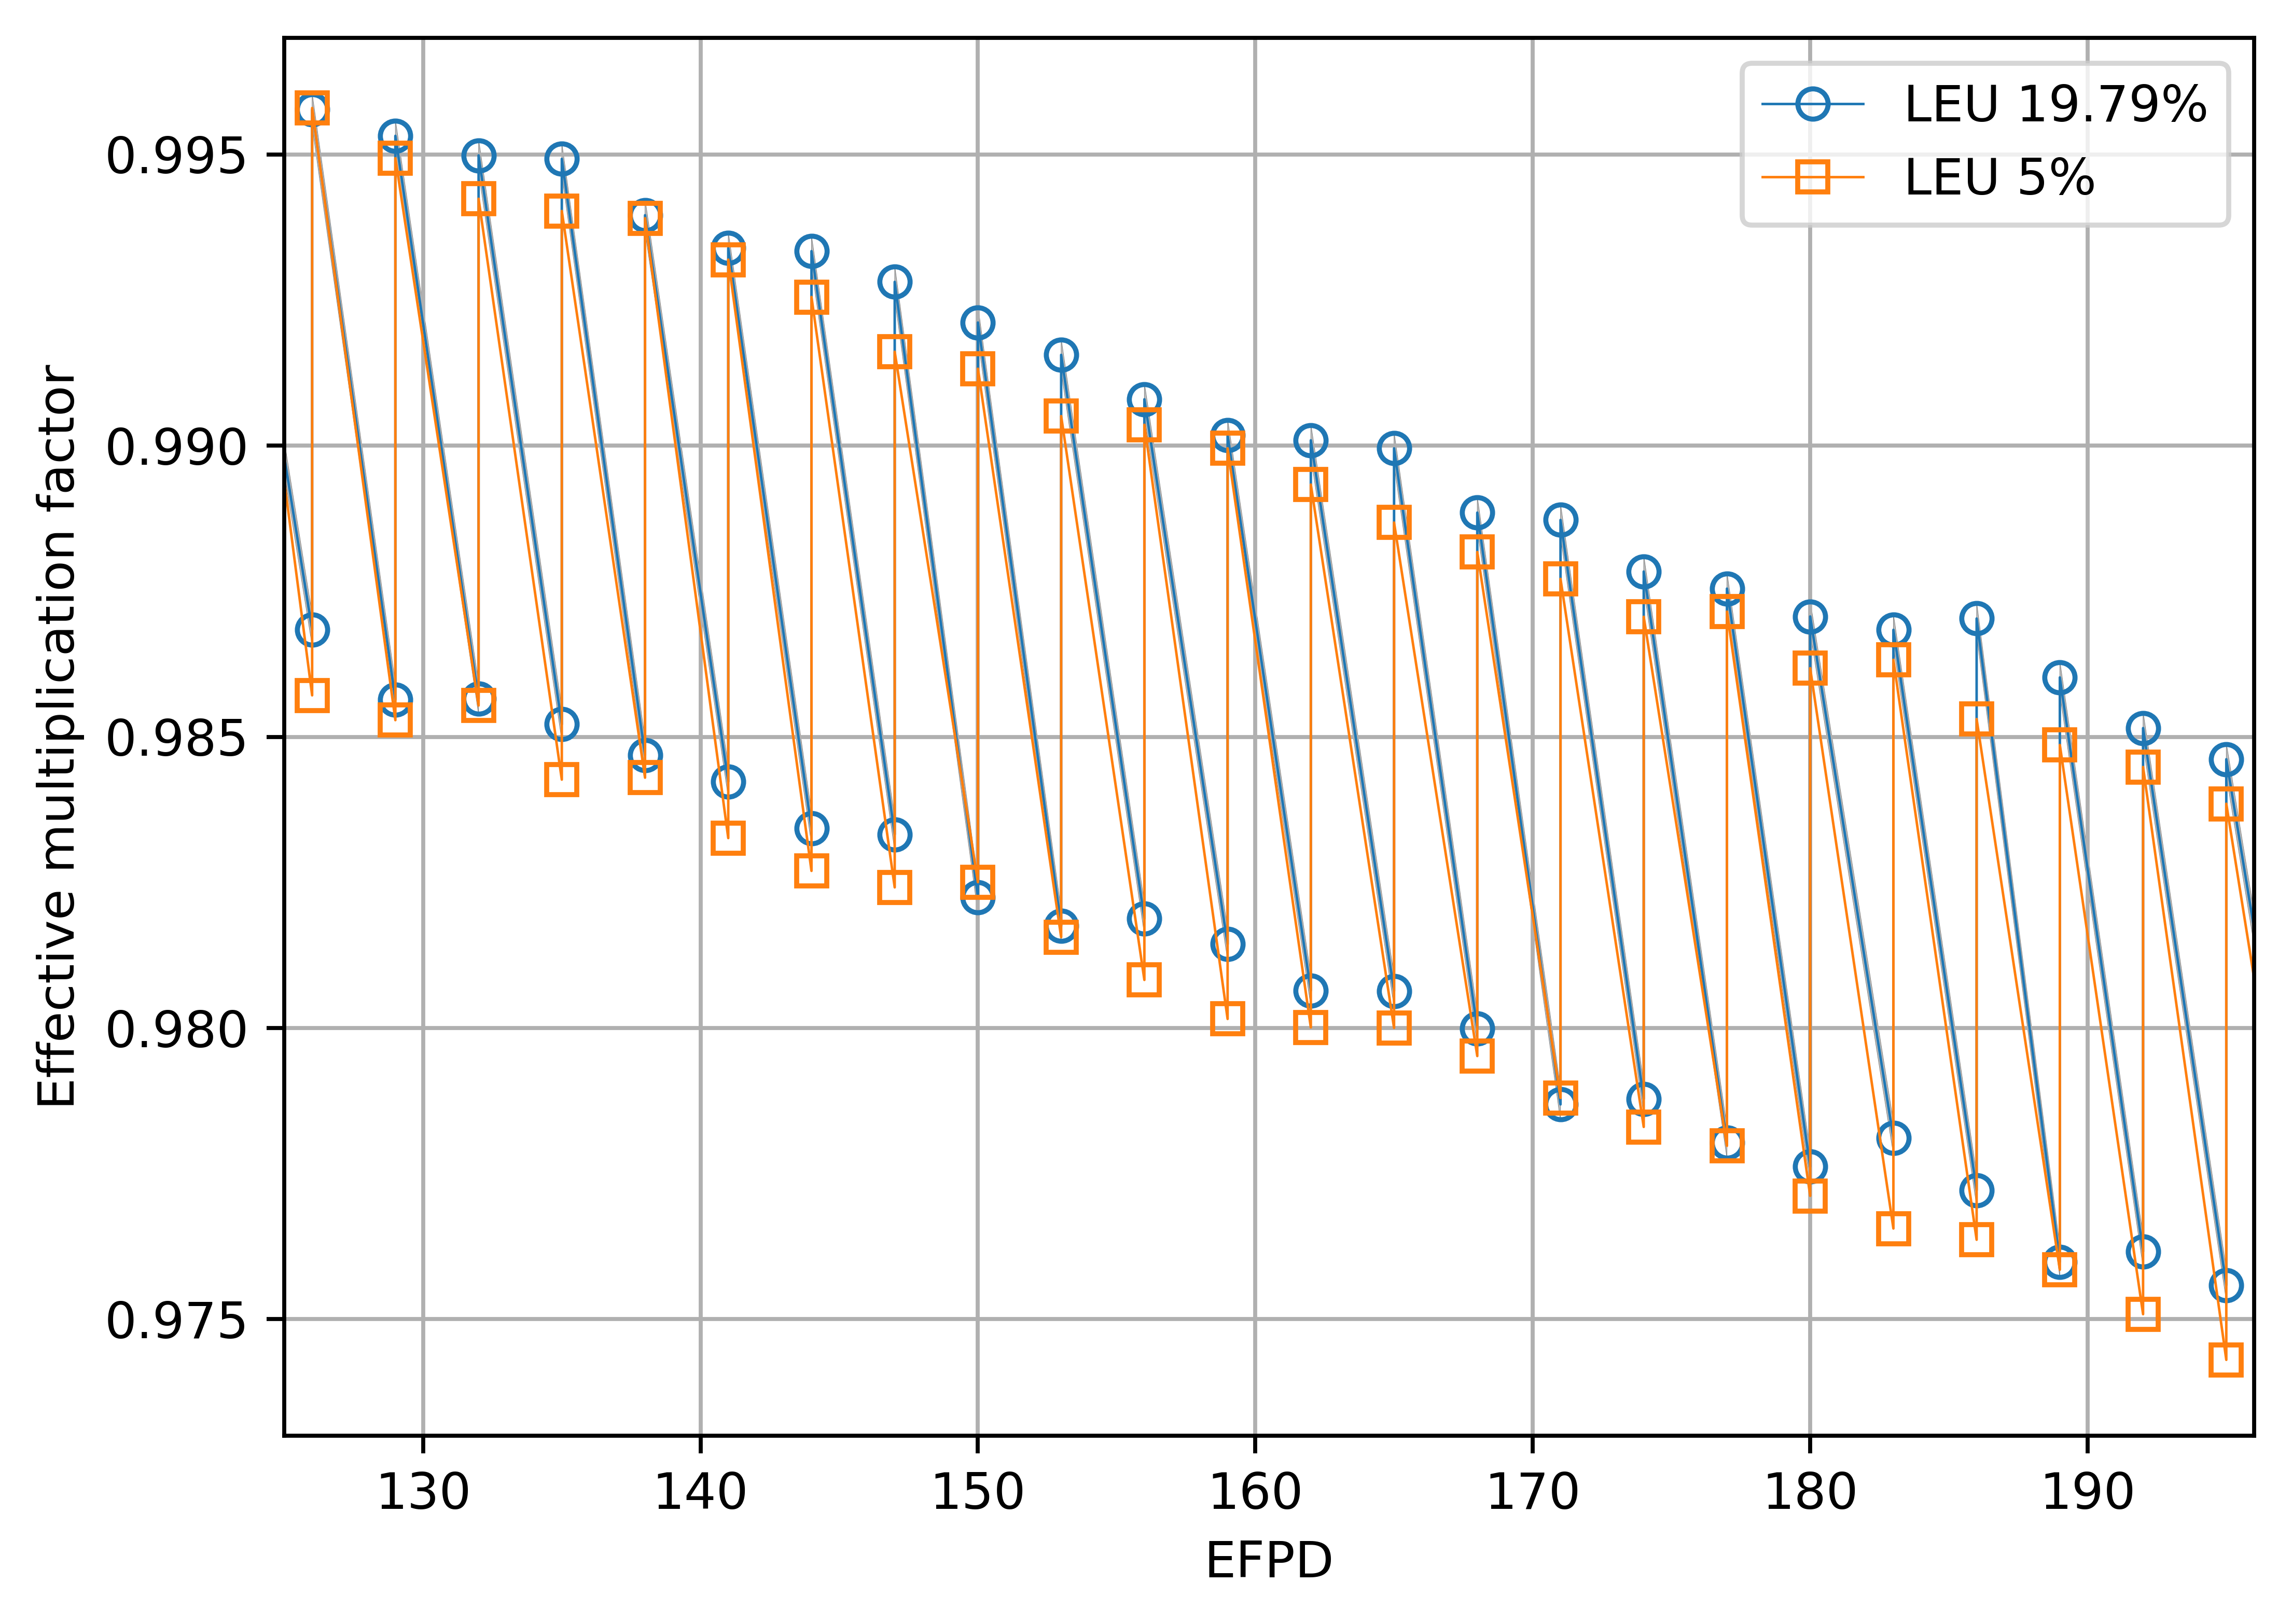 LEU 19.79%
LEU 5%
0.995
0.990
0.985
0.980
0.975
Effective multiplication factor
130 140 150 160 170 180 190
EFPD